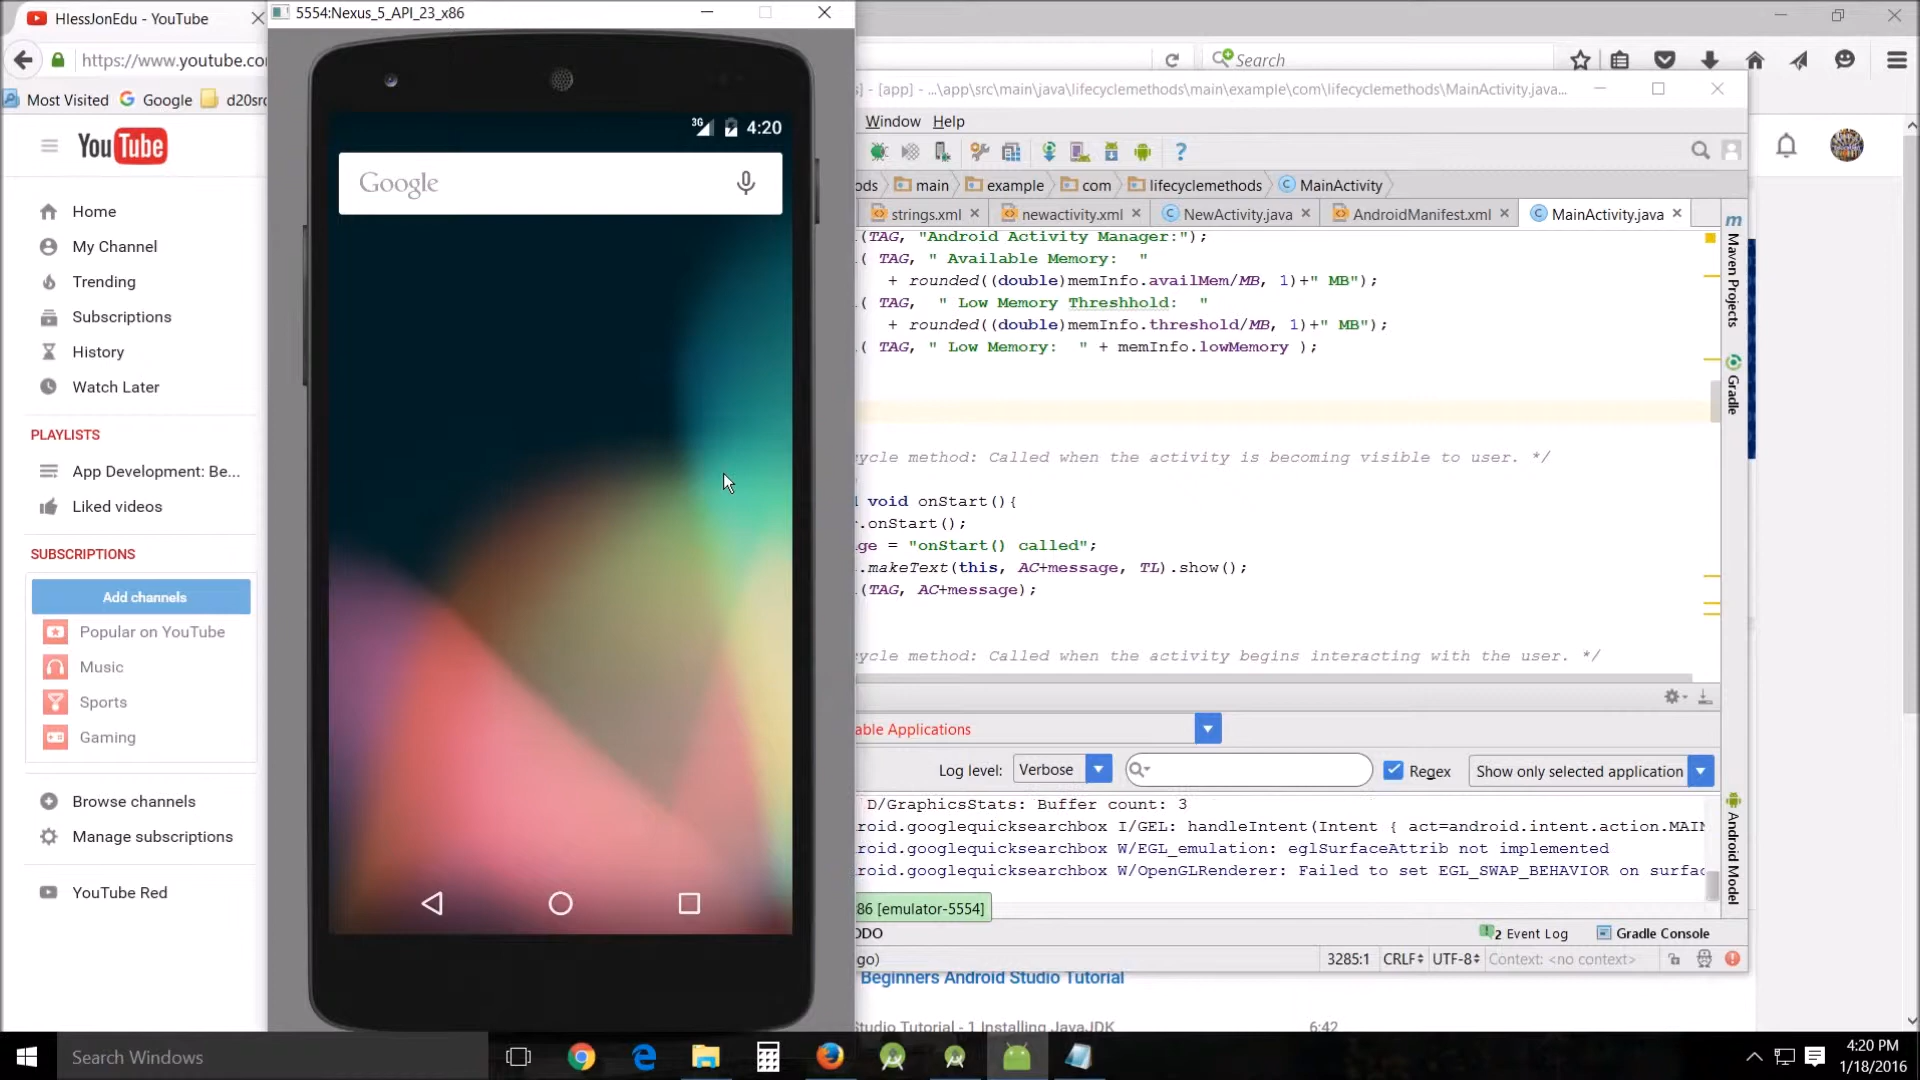 HlessJonEdu - YouTube
5554:Nexus_5_API_23_x86
https://www.youtube.co
Search
Most Visited
Google
d20src
[app] - ...\app\src\main\java\lifecyclemethods\main\example\com\lifecyclemethods\MainActivity.java...
Window Help
YouTube
3G 4:20
Google
main example com lifecyclemethods MainActivity
strings.xml newactivity.xml NewActivity.java AndroidManifest.xml MainActivity.java
(TAG, "Android Activity Manager:");
( TAG, " Available Memory:  "
+ rounded((double)memInfo.availMem/MB, 1)+" MB");
( TAG,  " Low Memory Threshhold:  "
+ rounded((double)memInfo.threshold/MB, 1)+" MB");
( TAG, " Low Memory:  " + memInfo.lowMemory );
ycle method: Called when the activity is becoming visible to user. */
void onStart(){
.onStart();
age = "onStart() called";
.makeText(this, AC+message, TL).show();
(TAG, AC+message);
ycle method: Called when the activity begins interacting with the user. */
Maven Projects
Gradle
Android Model
Home
My Channel
Trending
Subscriptions
History
Watch Later
PLAYLISTS
App Development: Be...
Liked videos
SUBSCRIPTIONS
Add channels
Popular on YouTube
Music
Sports
Gaming
Browse channels
Manage subscriptions
YouTube Red
able Applications
Log level: Verbose Regex Show only selected application
D/GraphicsStats: Buffer count: 3
roid.googlequicksearchbox I/GEL: handleIntent(Intent { act=android.intent.action.MAIN
roid.googlequicksearchbox W/EGL_emulation: eglSurfaceAttrib not implemented
roid.googlequicksearchbox W/OpenGLRenderer: Failed to set EGL_SWAP_BEHAVIOR on surfac
86 [emulator-5554]
ODO
2 Event Log Gradle Console
go) 3285:1 CRLF UTF-8 Context: <no context>
Beginners Android Studio Tutorial
Studio Tutorial - 1 Installing JavaJDK 6:42
Search Windows
4:20 PM
1/18/2016